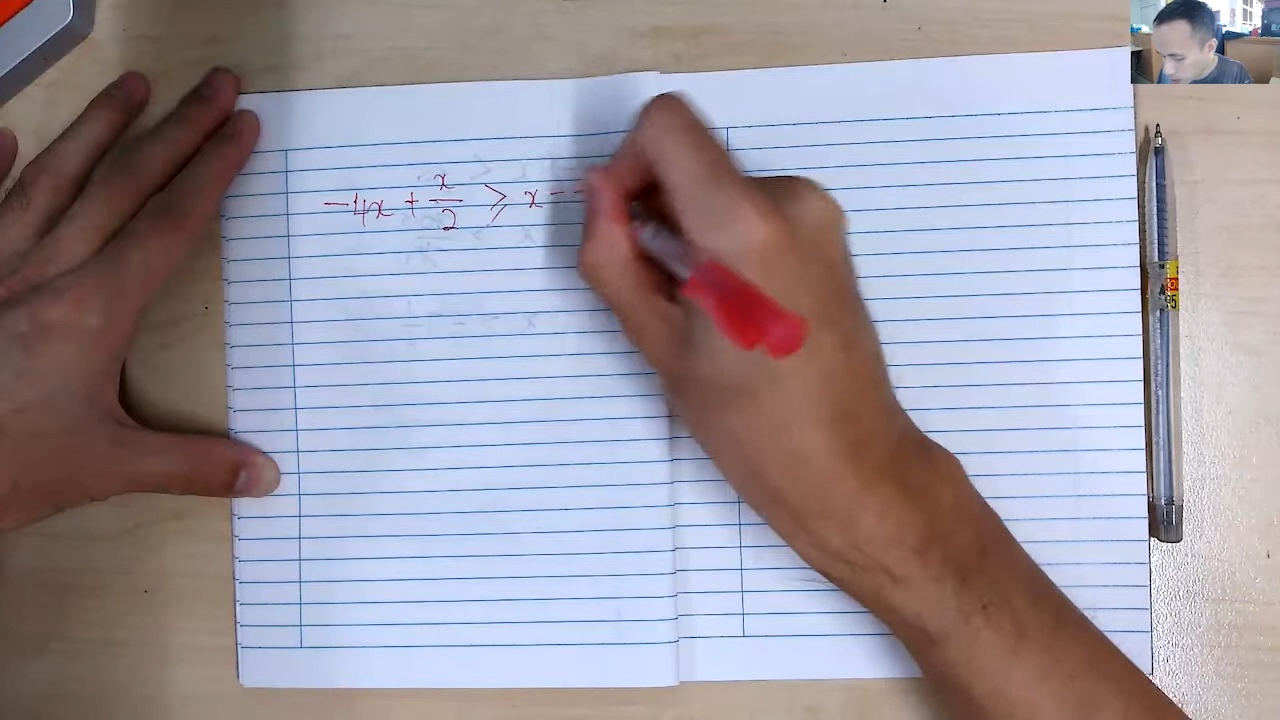 -4x + x/2 > x -